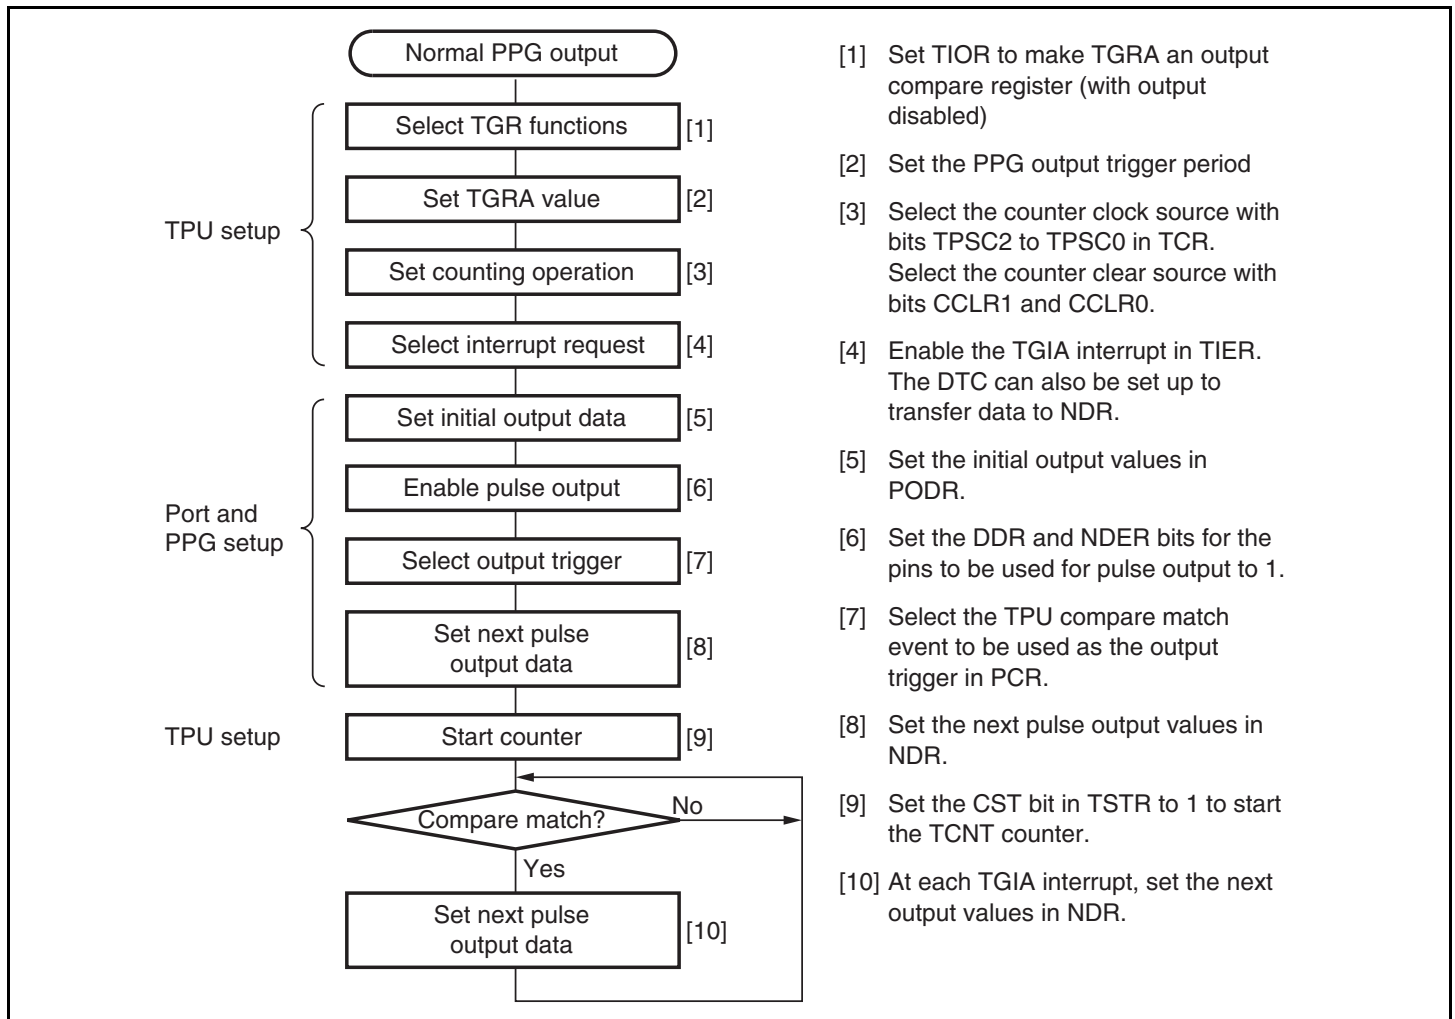 Normal PPG output
Select TGR functions
[1]
Set TGRA value
[2]
TPU setup
Set counting operation
[3]
Select interrupt request
[4]
Set initial output data
[5]
Enable pulse output
[6]
Port and
PPG setup
Select output trigger
[7]
Set next pulse
output data
[8]
TPU setup
Start counter
[9]
Compare match?
No
Yes
Set next pulse
output data
[10]
[1] Set TIOR to make TGRA an output
compare register (with output
disabled)
[2] Set the PPG output trigger period
[3] Select the counter clock source with
bits TPSC2 to TPSC0 in TCR.
Select the counter clear source with
bits CCLR1 and CCLR0.
[4] Enable the TGIA interrupt in TIER.
The DTC can also be set up to
transfer data to NDR.
[5] Set the initial output values in
PODR.
[6] Set the DDR and NDER bits for the
pins to be used for pulse output to 1.
[7] Select the TPU compare match
event to be used as the output
trigger in PCR.
[8] Set the next pulse output values in
NDR.
[9] Set the CST bit in TSTR to 1 to start
the TCNT counter.
[10] At each TGIA interrupt, set the next
output values in NDR.